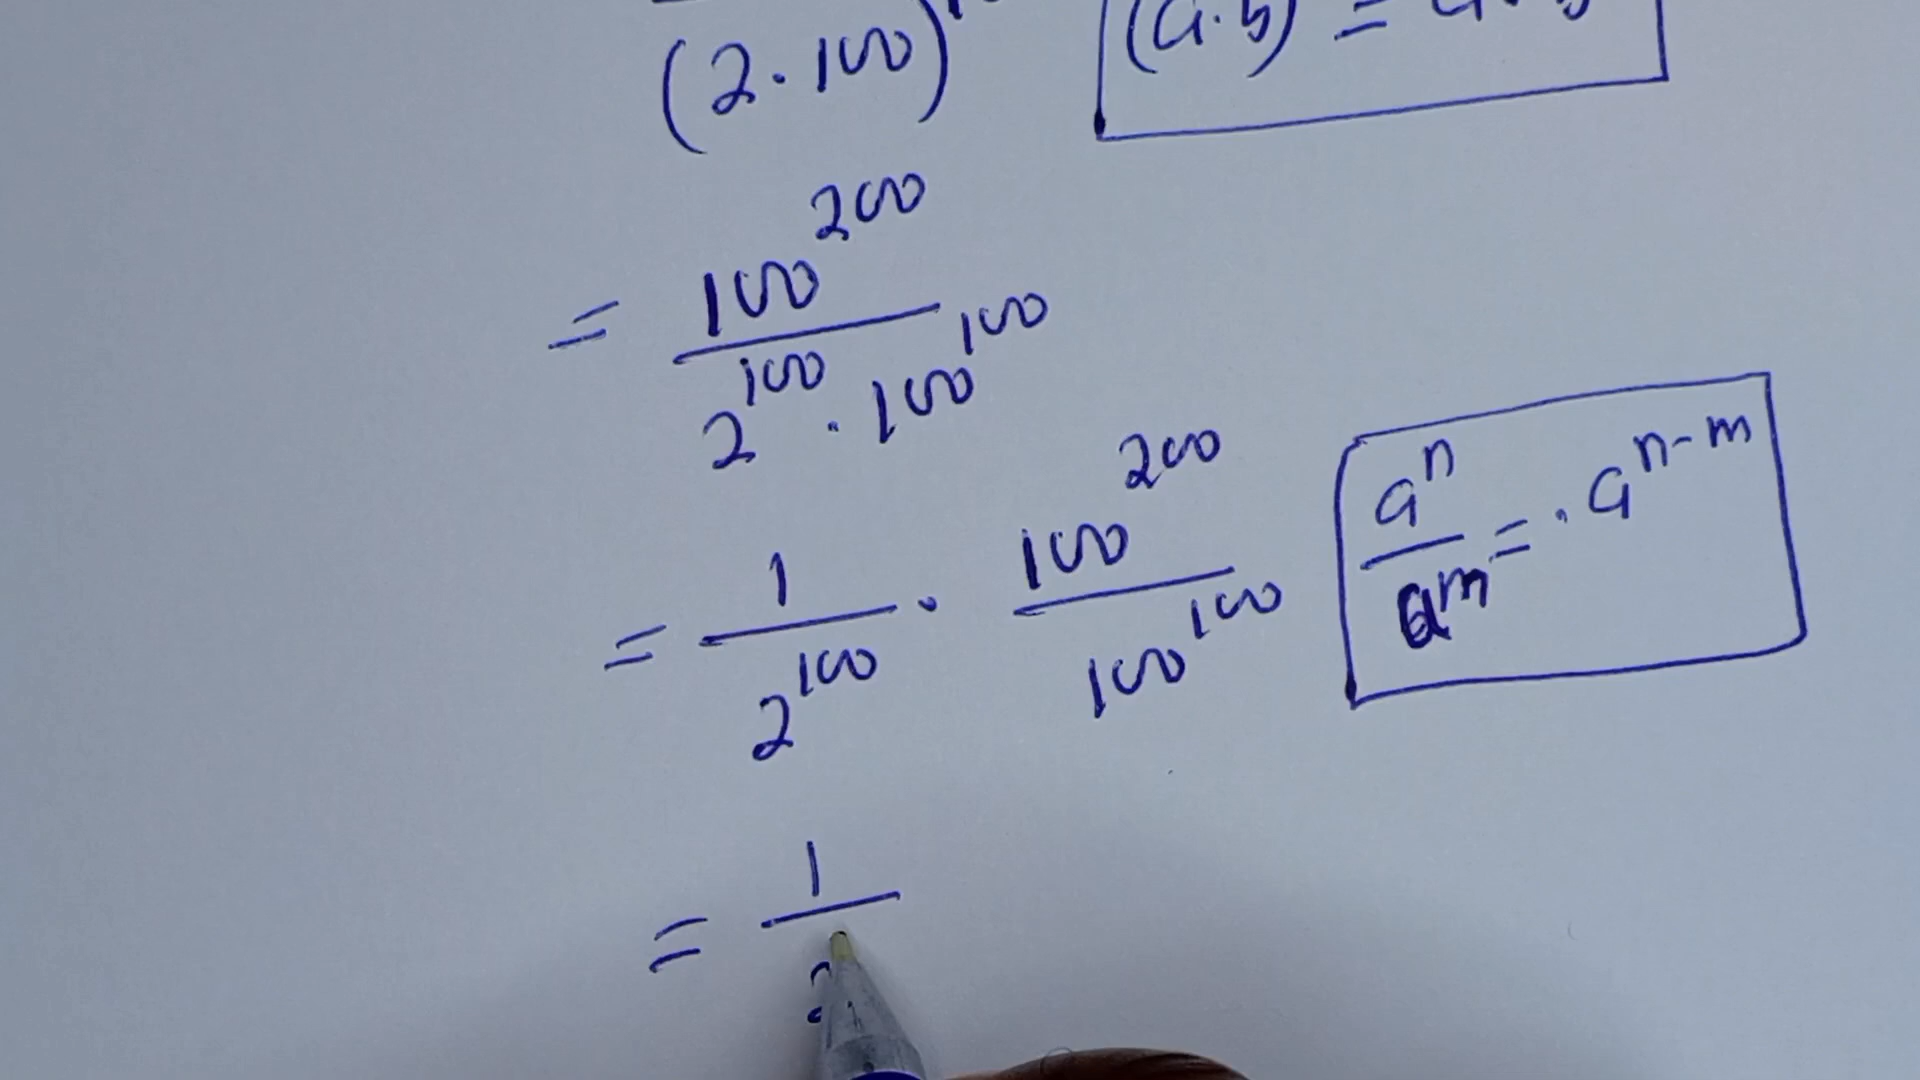 (2·100)
(a·b) =
= 100^200 / 2^100 · 100^100
= 1 / 2^100 · 100^200 / 100^100
a^n / a^m = · a^n-m
= 1